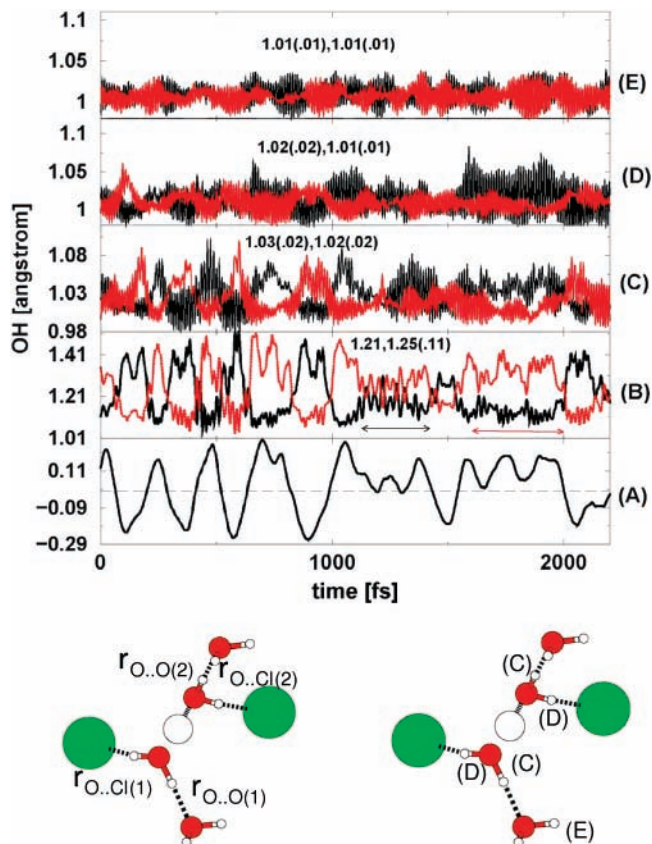 1.1
1.01(.01),1.01(.01)
1.05
(E)
1
1.1
1.02(.02),1.01(.01)
1.05
(D)
1
1.08
1.03(.02),1.02(.02)
(C)
1.03
0.98
1.41
1.21,1.25(.11)
(B)
1.21
1.01
0.11
(A)
−0.09
−0.29
OH [angstrom]
0 1000 2000
time [fs]
rO..O(2)
rO..Cl(2)
rO..Cl(1)
rO..O(1)
(C)
(D)
(D)
(C)
(E)